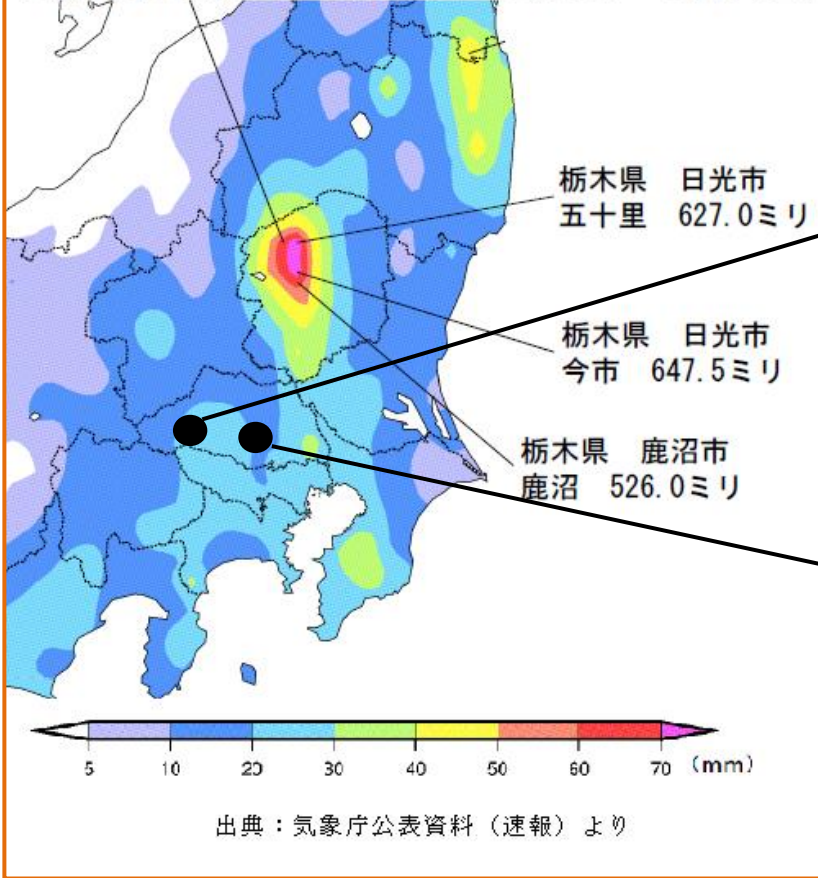 栃木県　日光市
五十里　627.0ミリ
栃木県　日光市
今市　647.5ミリ
栃木県　鹿沼市
鹿沼　526.0ミリ
5 10 20 30 40 50 60 70 (mm)
出典：気象庁公表資料（速報）より